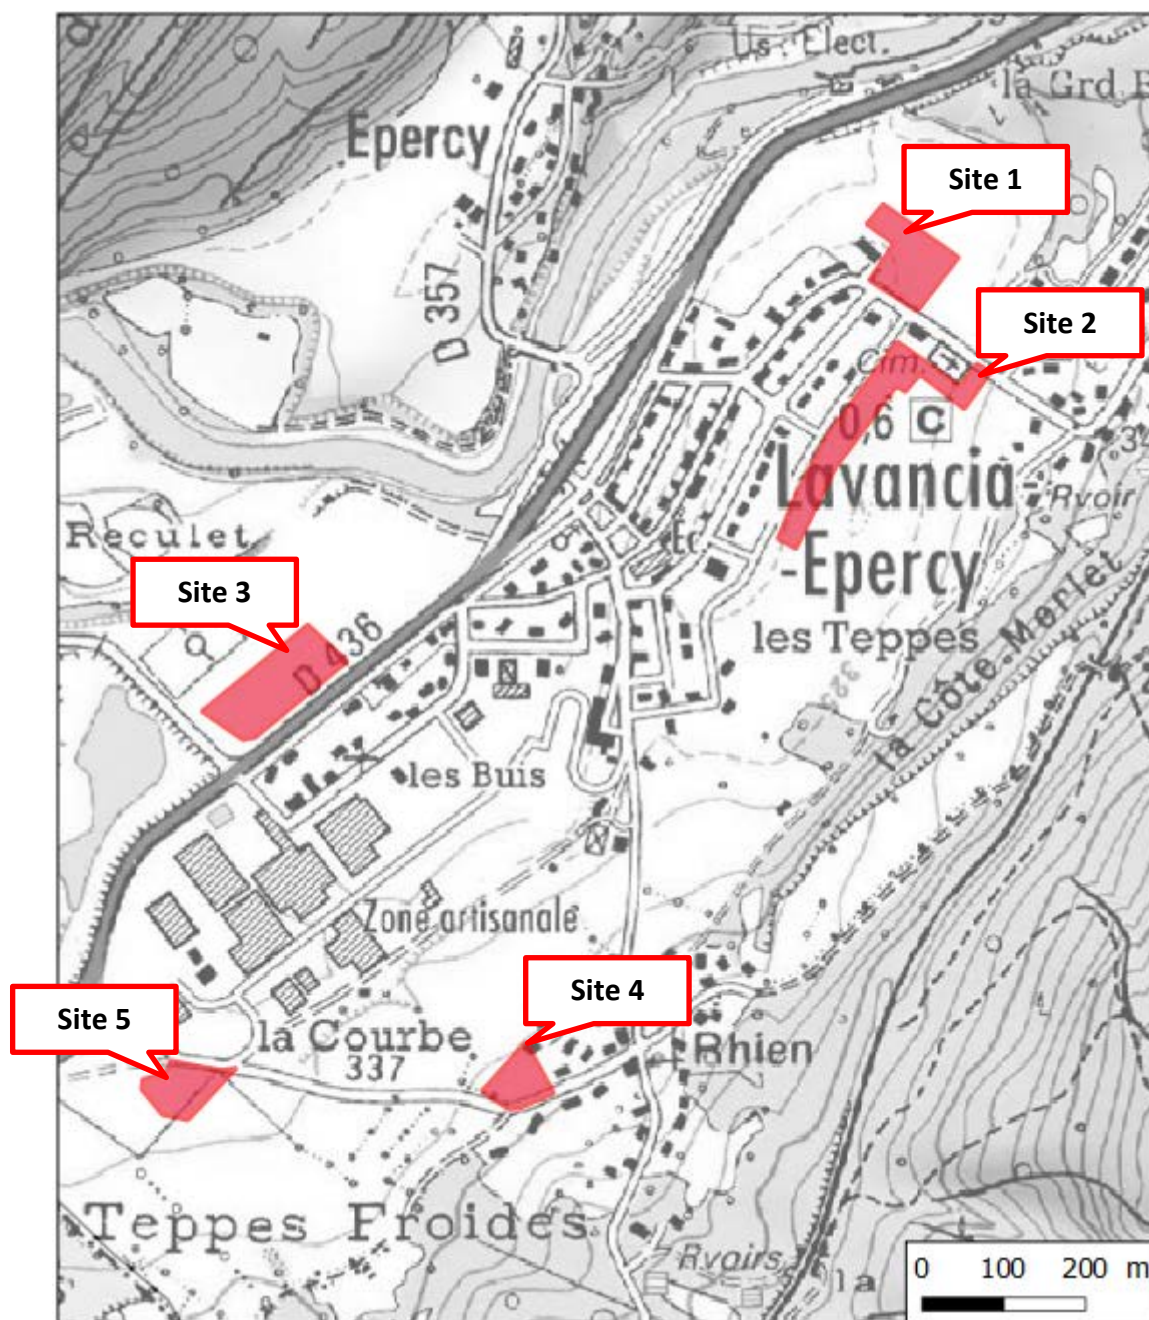 Us. Elect.
la Grd E
Epercy
Site 1
D 357
Site 2
Cim.
0,6 C
34
Lavancia-
Rvoir
Reculet
-Epercy
Site 3
D 436
les Teppes
la Côte Merlet
les Buis
Zone artisanale
Site 4
Site 5
la Courbe
337
Rhien
Teppes Froides
Rvoirs
la
0 100 200 m